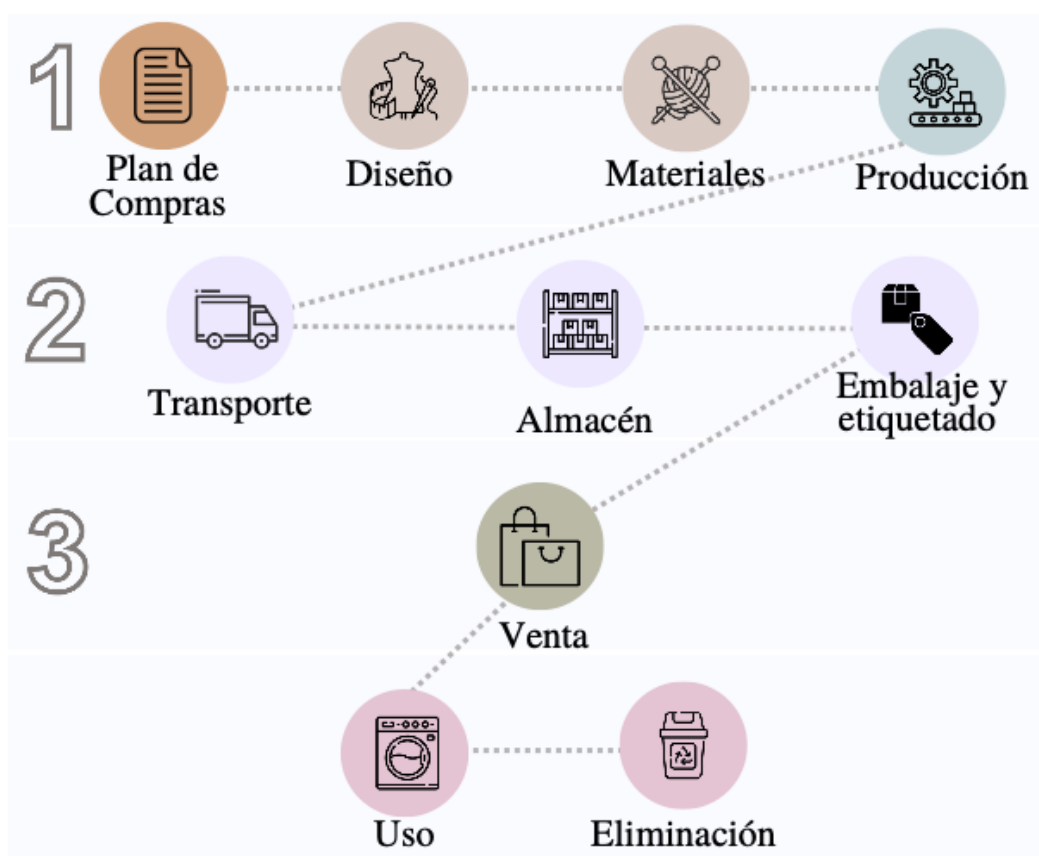 1
Plan de
Compras
Diseño
Materiales
Producción
2
Transporte
Almacén
Embalaje y
etiquetado
3
Venta
Uso
Eliminación